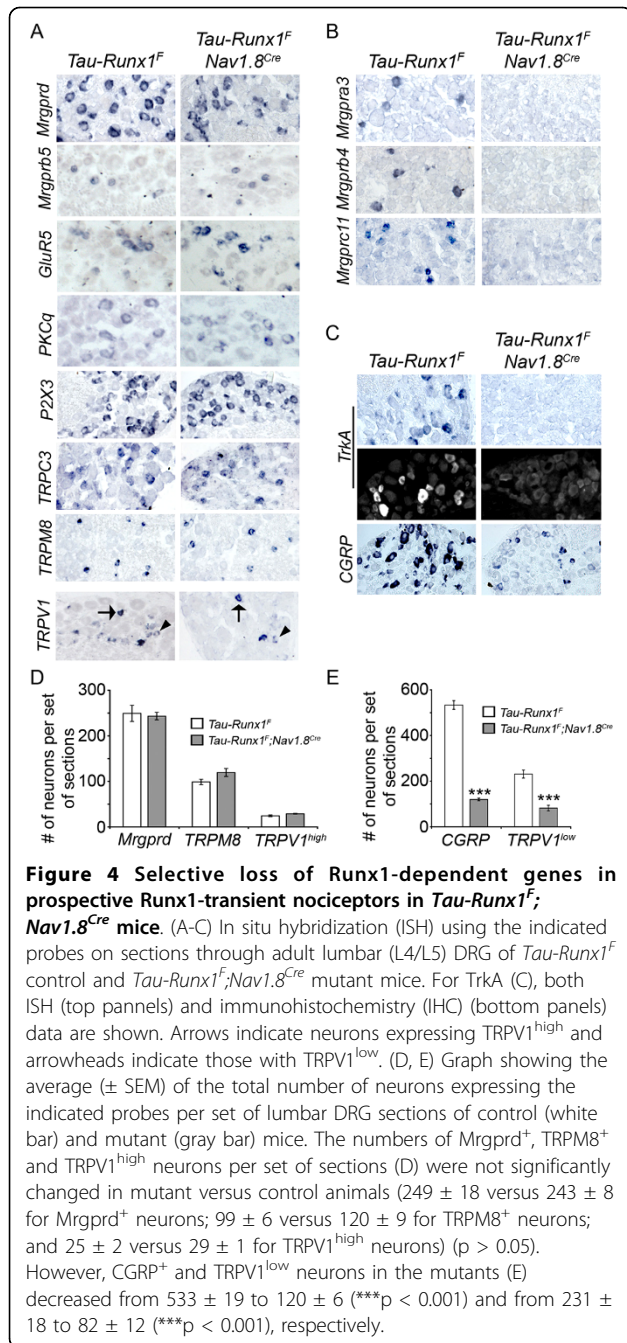 A
B
Tau-Runx1F
Tau-Runx1F
Nav1.8Cre
Tau-Runx1F
Tau-Runx1F
Nav1.8Cre
Mrgprd
Mrgprb5
GluR5
PKCq
P2X3
TRPC3
TRPM8
TRPV1
Mrgpra3
Mrgprb4
Mrgprc11
C
Tau-Runx1F
Tau-Runx1F
Nav1.8Cre
TrkA
CGRP
D
# of neurons per set
of sections
300
100
0
Tau-Runx1F
Tau-Runx1F;Nav1.8Cre
Mrgprd TRPM8 TRPV1high
E
# of neurons per set of
sections
600
400
200
0
Tau-Runx1F
Tau-Runx1F;Nav1.8Cre
***
***
CGRP TRPV1low
Figure 4 Selective loss of Runx1-dependent genes in
prospective Runx1-transient nociceptors in Tau-Runx1F;
Nav1.8Cre mice. (A-C) In situ hybridization (ISH) using the indicated
probes on sections through adult lumbar (L4/L5) DRG of Tau-Runx1F
control and Tau-Runx1F;Nav1.8Cre mutant mice. For TrkA (C), both
ISH (top pannels) and immunohistochemistry (IHC) (bottom panels)
data are shown. Arrows indicate neurons expressing TRPV1high and
arrowheads indicate those with TRPV1low. (D, E) Graph showing the
average (± SEM) of the total number of neurons expressing the
indicated probes per set of lumbar DRG sections of control (white
bar) and mutant (gray bar) mice. The numbers of Mrgprd+, TRPM8+
and TRPV1high neurons per set of sections (D) were not significantly
changed in mutant versus control animals (249 ± 18 versus 243 ± 8
for Mrgprd+ neurons; 99 ± 6 versus 120 ± 9 for TRPM8+ neurons;
and 25 ± 2 versus 29 ± 1 for TRPV1high neurons) (p > 0.05).
However, CGRP+ and TRPV1low neurons in the mutants (E)
decreased from 533 ± 19 to 120 ± 6 (***p < 0.001) and from 231 ±
18 to 82 ± 12 (***p < 0.001), respectively.